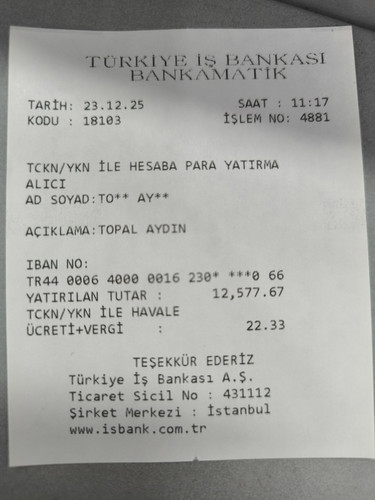 TÜRKİYE İŞ BANKASI
BANKAMATİK
TARİH: 23.12.25 SAAT : 11:17
KODU : 18103 İŞLEM NO: 4881
TCKN/YKN İLE HESABA PARA YATIRMA
ALICI
AD SOYAD:TO** AY**
AÇIKLAMA:TOPAL AYDIN
IBAN NO:
TR44 0006 4000 0016 230* ***0 66
YATIRILAN TUTAR : 12,577.67
TCKN/YKN İLE HAVALE
ÜCRETİ+VERGİ : 22.33
TEŞEKKÜR EDERİZ
Türkiye İş Bankası A.Ş.
Ticaret Sicil No : 431112
Şirket Merkezi : İstanbul
www.isbank.com.tr